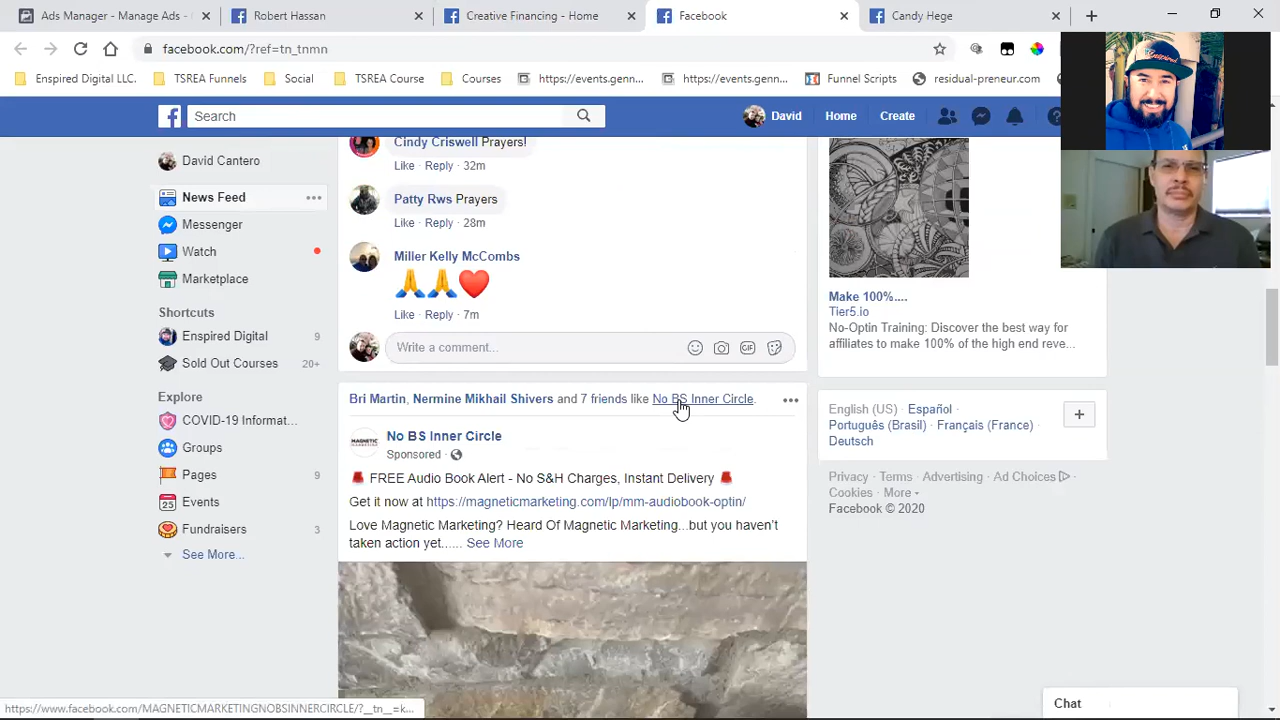 Ads Manager - Manage Ads -
Robert Hassan
Creative Financing - Home
Facebook
Candy Hege
facebook.com/?ref=tn_tnmn
Enspired Digital LLC.
TSREA Funnels
Social
TSREA Course
Courses
https://events.genn...
https://events.genn...
Funnel Scripts
residual-preneur.com
Search
David
Home
Create
David Cantero
News Feed
Messenger
Watch
Marketplace
Shortcuts
Enspired Digital 9
Sold Out Courses 20+
Explore
COVID-19 Informat...
Groups
Pages 9
Events
Fundraisers 3
See More...
Cindy Criswell Prayers!
Like · Reply · 32m
Patty Rws Prayers
Like · Reply · 28m
Miller Kelly McCombs
🙏🙏❤️
Like · Reply · 7m
Write a comment...
GIF
Bri Martin, Nermine Mikhail Shivers and 7 friends like No BS Inner Circle.
No BS Inner Circle
Sponsored ·
FREE Audio Book Alert - No S&H Charges, Instant Delivery
Get it now at https://magneticmarketing.com/lp/mm-audiobook-optin/
Love Magnetic Marketing? Heard Of Magnetic Marketing...but you haven't
taken action yet...... See More
Make 100%....
Tier5.io
No-Optin Training: Discover the best way for
affiliates to make 100% of the high end reve...
English (US) · Español ·
Português (Brasil) · Français (France) ·
Deutsch
Privacy · Terms · Advertising · Ad Choices ·
Cookies · More
Facebook © 2020
https://www.facebook.com/MAGNETICMARKETINGNOBSINNERCIRCLE/?__tn__=k...
Chat